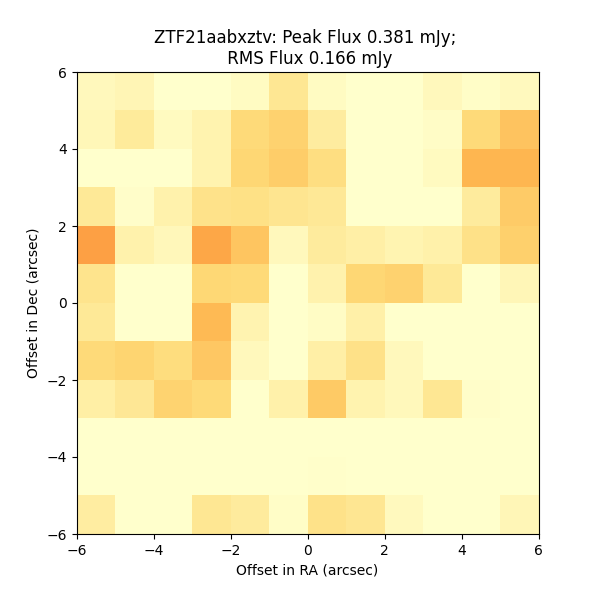 ZTF21aabxztv: Peak Flux 0.381 mJy;
RMS Flux 0.166 mJy
6
4
2
0
−2
−4
−6
Offset in Dec (arcsec)
−6 −4 −2 0 2 4 6
Offset in RA (arcsec)